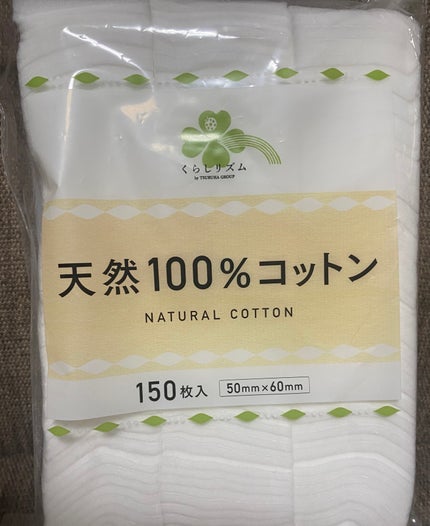 くらしリズム
by TSURUHA GROUP
天然100%コットン
NATURAL COTTON
150枚入 50mm×60mm